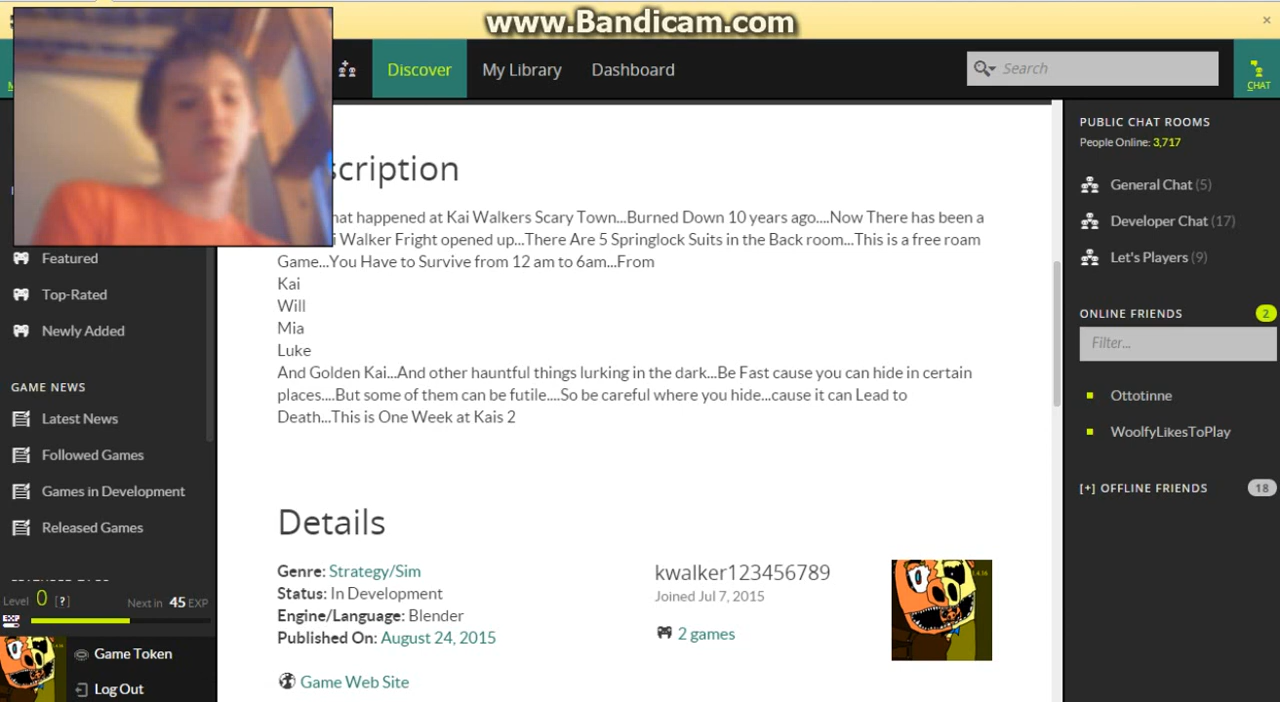 www.Bandicam.com
Discover
My Library
Dashboard
Search
CHAT
scription
hat happened at Kai Walkers Scary Town...Burned Down 10 years ago....Now There has been a
i Walker Fright opened up...There Are 5 Springlock Suits in the Back room...This is a free roam
Game...You Have to Survive from 12 am to 6am...From
Kai
Will
Mia
Luke
And Golden Kai...And other hauntful things lurking in the dark...Be Fast cause you can hide in certain
places....But some of them can be futile....So be careful where you hide...cause it can Lead to
Death...This is One Week at Kais 2
Details
Genre: Strategy/Sim
Status: In Development
Engine/Language: Blender
Published On: August 24, 2015
Game Web Site
kwalker123456789
Joined Jul 7, 2015
2 games
Featured
Top-Rated
Newly Added
GAME NEWS
Latest News
Followed Games
Games in Development
Released Games
Level 0 [?]
Next in 45 EXP
EXP
Game Token
Log Out
PUBLIC CHAT ROOMS
People Online: 3,717
General Chat (5)
Developer Chat (17)
Let's Players (9)
ONLINE FRIENDS 2
Filter...
Ottotinne
WoolfyLikesToPlay
[+] OFFLINE FRIENDS 18